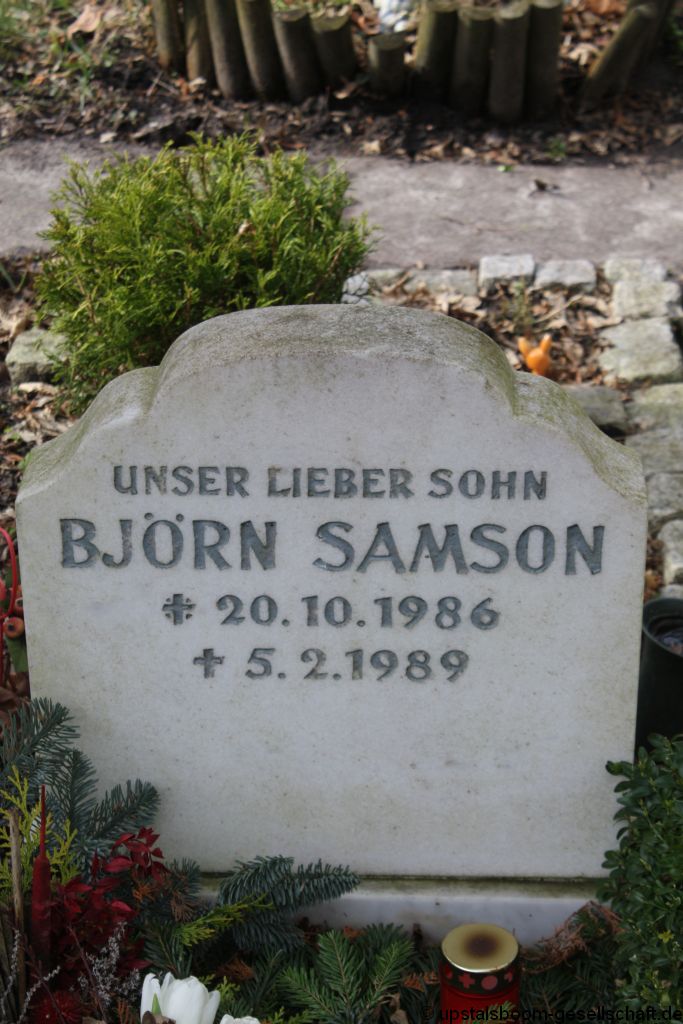 UNSER LIEBER SOHN
BJÖRN SAMSON
20.10.1986
✝ 5.2.1989
© upstalsboom-gesellschaft.de